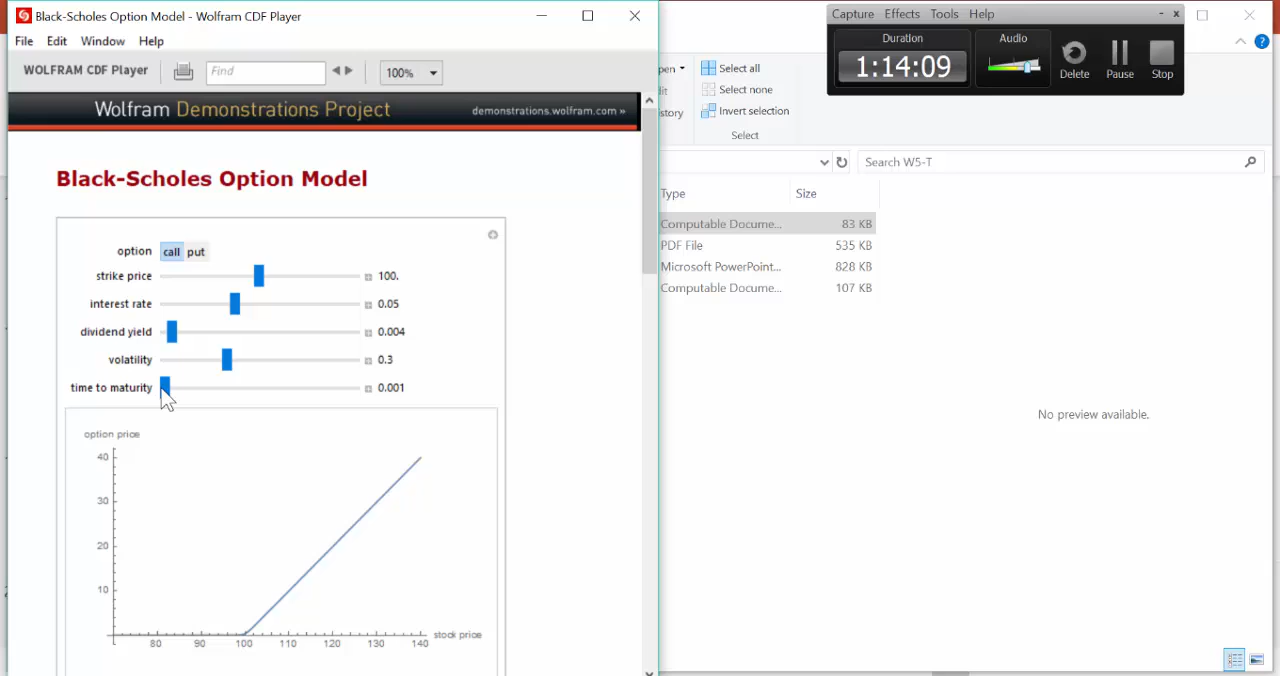 Black-Scholes Option Model - Wolfram CDF Player
File Edit Window Help
WOLFRAM CDF Player
Find
100%
Wolfram Demonstrations Project
demonstrations.wolfram.com »
Black-Scholes Option Model
option call put
strike price 100.
interest rate 0.05
dividend yield 0.004
volatility 0.3
time to maturity 0.001
option price
40
30
20
10
80 90 100 110 120 130 140
stock price
Capture Effects Tools Help
Duration
1:14:09
Audio
Delete
Pause
Stop
Select all
Select none
Invert selection
Select
Search W5-T
Type Size
Computable Docume... 83 KB
PDF File 535 KB
Microsoft PowerPoint... 828 KB
Computable Docume... 107 KB
No preview available.